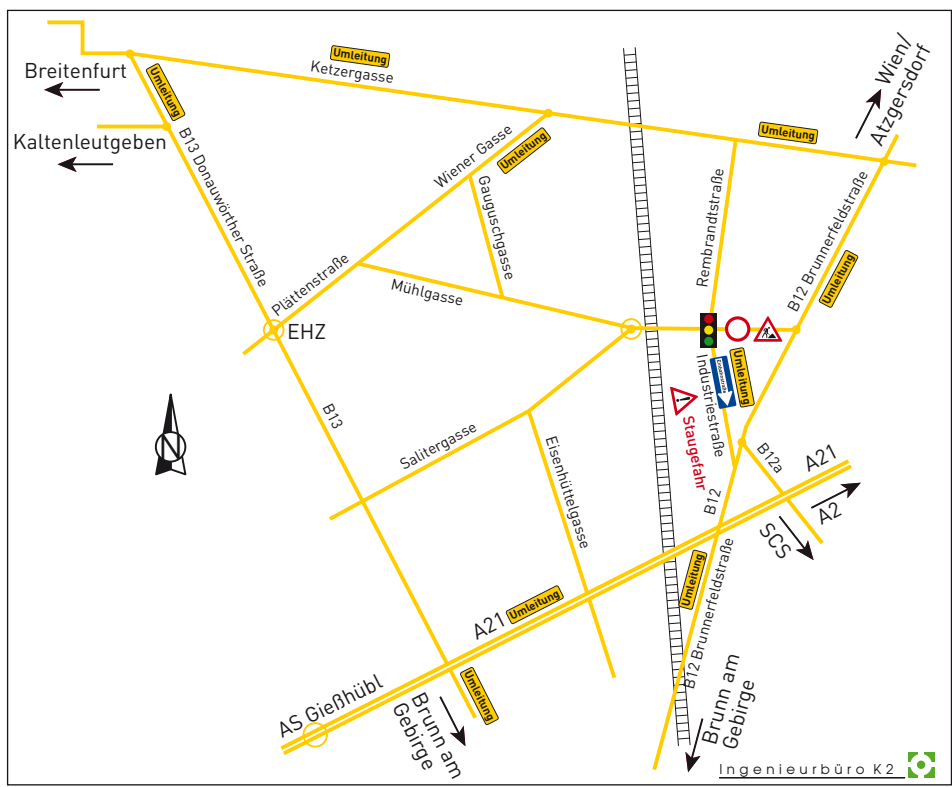 Umleitung
Ketzergasse
Breitenfurt
Umleitung
Wien/
Atzgersdorf
Umleitung
Kaltenleutgeben
Wiener Gasse
Umleitung
B13 Donauwörther Straße
Gauguschgasse
Rembrandtstraße
B12 Brunnerfeldstraße
Umleitung
Plättenstraße
Mühlgasse
EHZ
Einbahnstraße
Umleitung
Industriestraße
Staugefahr
N
B13
Salitergasse
Eisenhüttelgasse
B12a
A21
B12
A2
SCS
Umleitung
A21
Umleitung
B12 Brunnerfeldstraße
AS Gießhübl
Umleitung
Brunn am
Gebirge
Brunn am
Gebirge
Ingenieurbüro K2